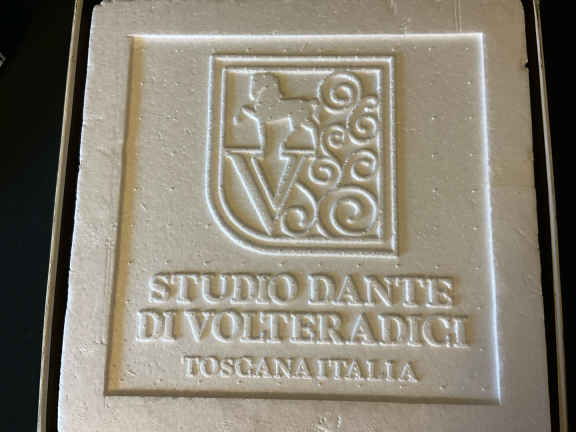 V
STUDIO DANTE
DI VOLTERADICI
TOSCANA ITALIA